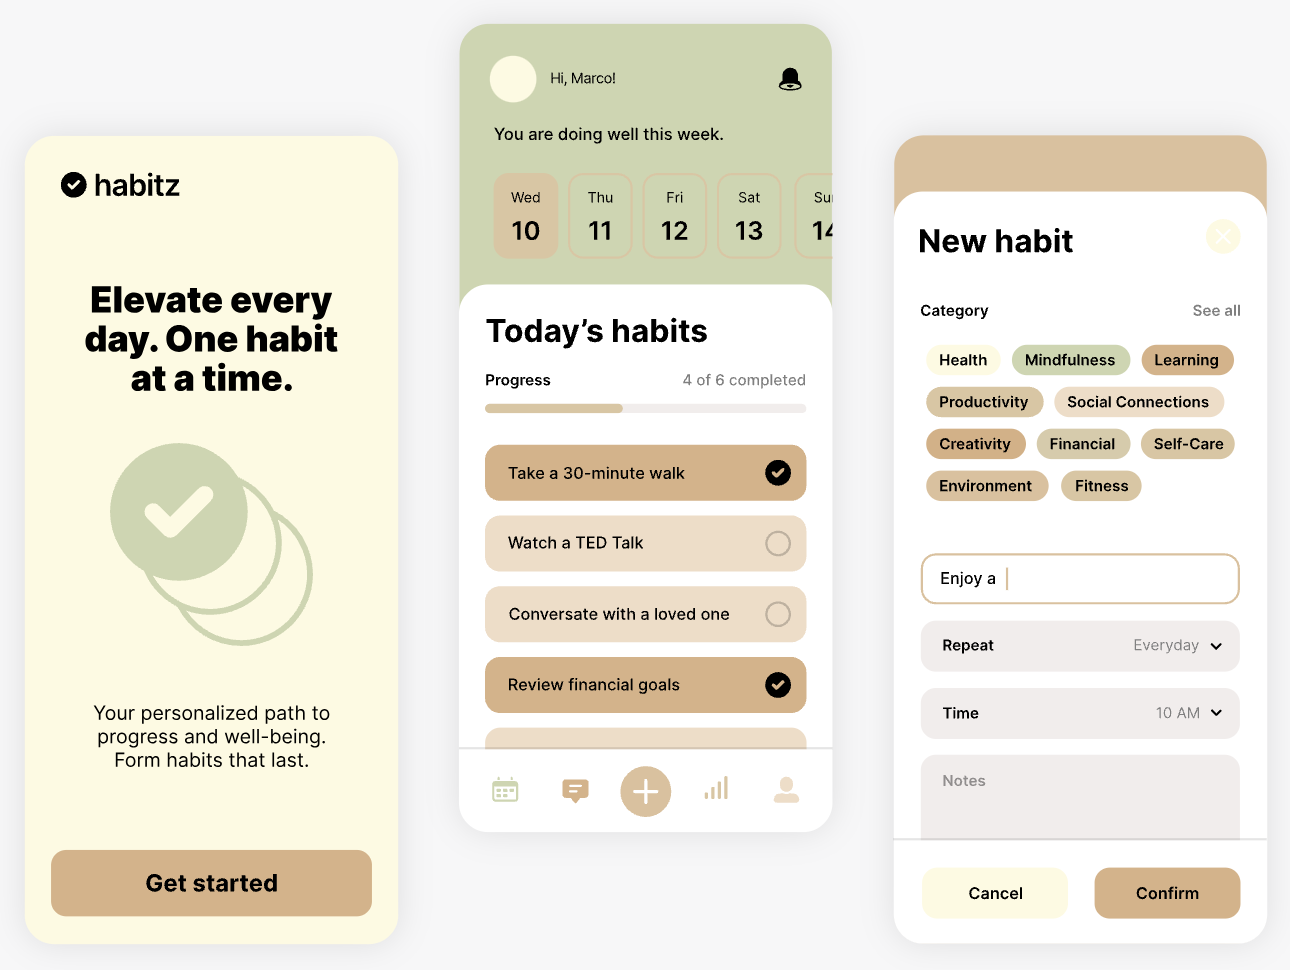 habitz
Elevate every
day. One habit
at a time.
Your personalized path to
progress and well-being.
Form habits that last.
Get started
Hi, Marco!
You are doing well this week.
Wed Thu Fri Sat Sun
10 11 12 13 14
Today’s habits
Progress 4 of 6 completed
Take a 30-minute walk
Watch a TED Talk
Conversate with a loved one
Review financial goals
New habit
Category See all
Health Mindfulness Learning
Productivity Social Connections
Creativity Financial Self-Care
Environment Fitness
Enjoy a
Repeat Everyday
Time 10 AM
Notes
Cancel Confirm